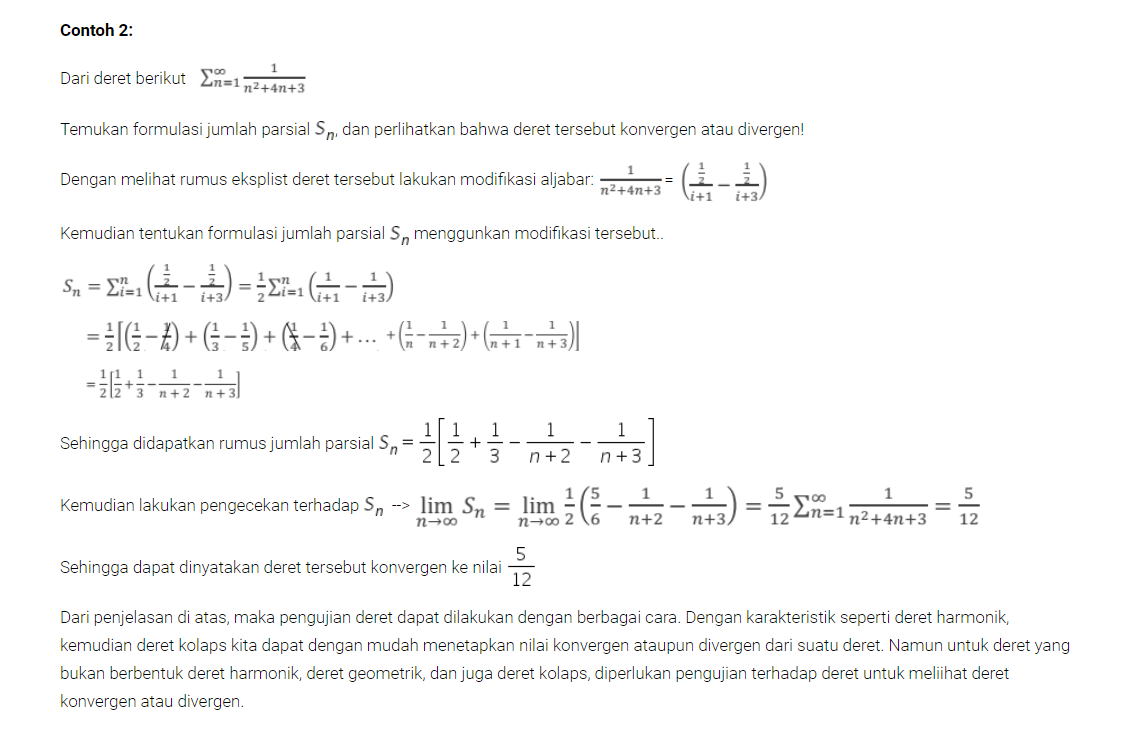 Contoh 2:
Dari deret berikut $\sum_{n=1}^{\infty} \frac{1}{n^2+4n+3}$
Temukan formulasi jumlah parsial $S_n$, dan perlihatkan bahwa deret tersebut konvergen atau divergen!
Dengan melihat rumus eksplist deret tersebut lakukan modifikasi aljabar: $\frac{1}{n^2+4n+3} = \left(\frac{\frac{1}{2}}{i+1} - \frac{\frac{1}{2}}{i+3}\right)$
Kemudian tentukan formulasi jumlah parsial $S_n$ menggunkan modifikasi tersebut..
$S_n = \sum_{i=1}^{n} \left(\frac{\frac{1}{2}}{i+1} - \frac{\frac{1}{2}}{i+3}\right) = \frac{1}{2} \sum_{i=1}^{n} \left(\frac{1}{i+1} - \frac{1}{i+3}\right)$
$= \frac{1}{2} \left[\left(\frac{1}{2} - \frac{1}{4}\right) + \left(\frac{1}{3} - \frac{1}{5}\right) + \left(\frac{1}{4} - \frac{1}{6}\right) + \ldots + \left(\frac{1}{n} - \frac{1}{n+2}\right) + \left(\frac{1}{n+1} - \frac{1}{n+3}\right)\right]$
$= \frac{1}{2} \left[\frac{1}{2} + \frac{1}{3} - \frac{1}{n+2} - \frac{1}{n+3}\right]$
Sehingga didapatkan rumus jumlah parsial $S_n = \frac{1}{2} \left[\frac{1}{2} + \frac{1}{3} - \frac{1}{n+2} - \frac{1}{n+3}\right]$
Kemudian lakukan pengecekan terhadap $S_n$ --> $\lim_{n \to \infty} S_n = \lim_{n \to \infty} \frac{1}{2} \left(\frac{5}{6} - \frac{1}{n+2} - \frac{1}{n+3}\right) = \frac{5}{12} \sum_{n=1}^{\infty} \frac{1}{n^2+4n+3} = \frac{5}{12}$
Sehingga dapat dinyatakan deret tersebut konvergen ke nilai $\frac{5}{12}$
Dari penjelasan di atas, maka pengujian deret dapat dilakukan dengan berbagai cara. Dengan karakteristik seperti deret harmonik,
kemudian deret kolaps kita dapat dengan mudah menetapkan nilai konvergen ataupun divergen dari suatu deret. Namun untuk deret yang
bukan berbentuk deret harmonik, deret geometrik, dan juga deret kolaps, diperlukan pengujian terhadap deret untuk meliihat deret
konvergen atau divergen.